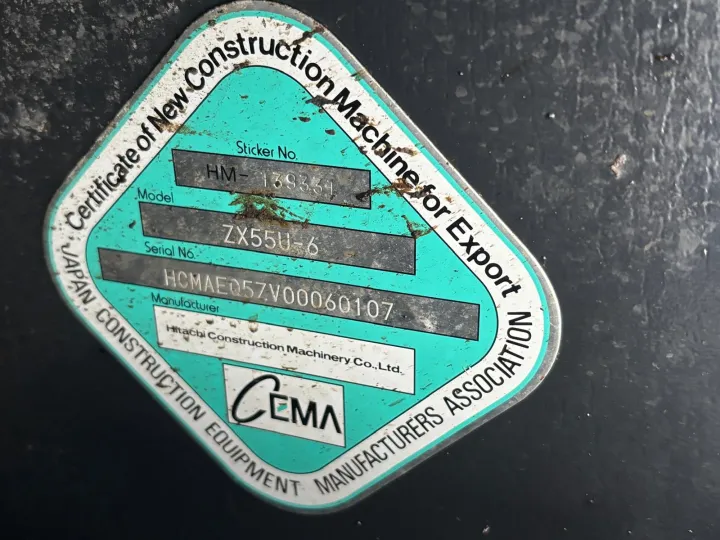 Certificate of New Construction Machine for Export
Sticker No.
HM- 139331
Model
ZX55U-6
Serial No.
HCMAEQ57V00060107
Manufacturer
Hitachi Construction Machinery Co., Ltd.
CEMA
JAPAN CONSTRUCTION EQUIPMENT MANUFACTURERS ASSOCIATION